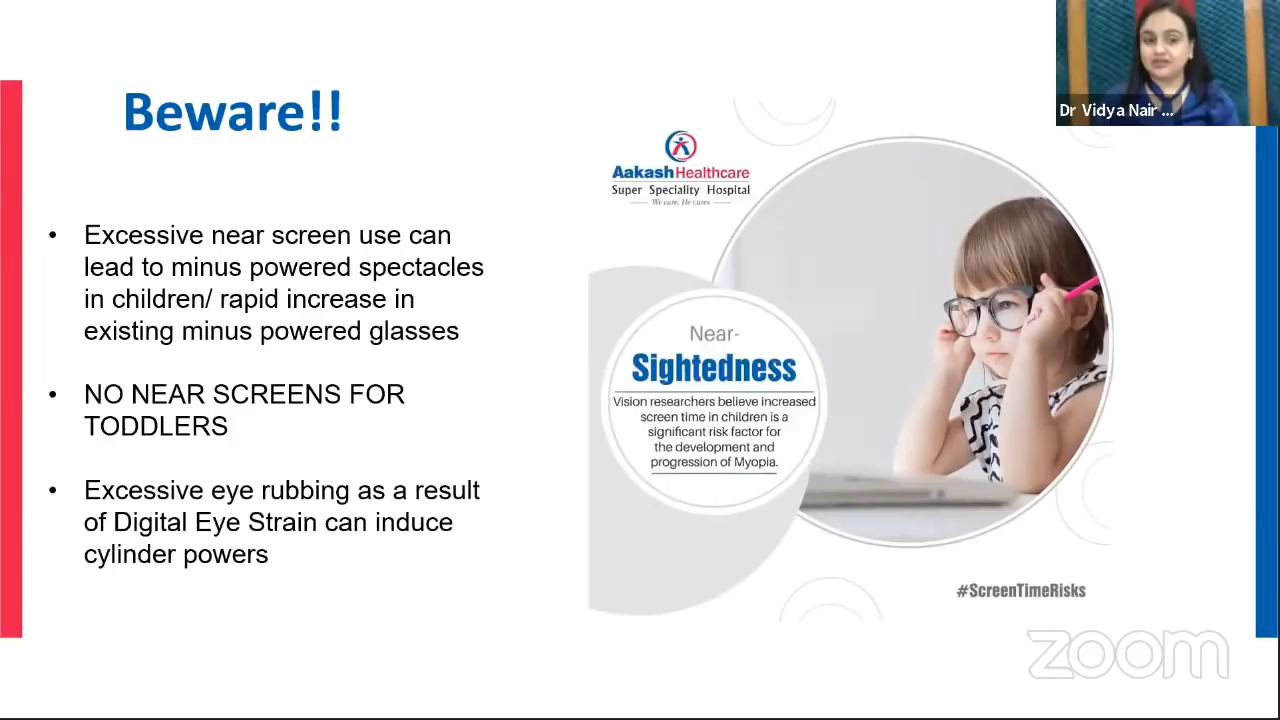 Beware!!
Excessive near screen use can
lead to minus powered spectacles
in children/ rapid increase in
existing minus powered glasses
NO NEAR SCREENS FOR
TODDLERS
Excessive eye rubbing as a result
of Digital Eye Strain can induce
cylinder powers
Aakash Healthcare
Super Speciality Hospital
We care, He cures
Near-
Sightedness
Vision researchers believe increased
screen time in children is a
significant risk factor for
the development and
progression of Myopia.
#ScreenTimeRisks
Dr Vidya Nair ...
zoom